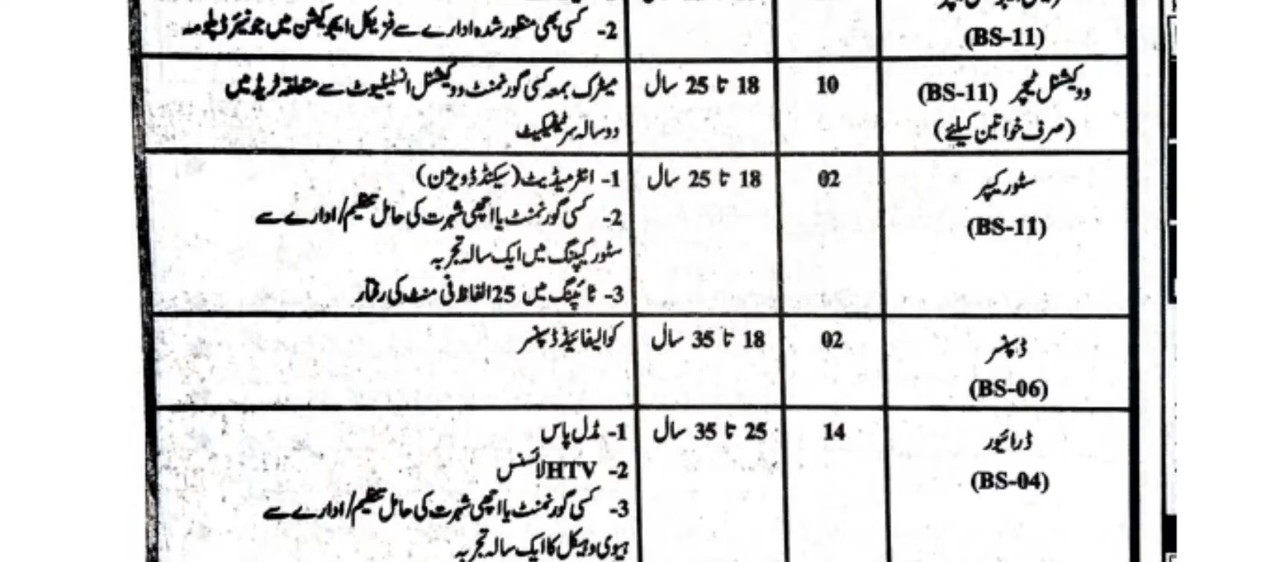 (BS-11)
2- کسی بھی منظور شدہ ادارے سے فزیکل ایجوکیشن میں جونیئر ڈپلومہ
ووکیشنل ٹیچر (BS-11)
(صرف خواتین کیلئے)
10
18 تا 25 سال
میٹرک بمعہ کسی گورنمنٹ ووکیشنل انسٹیٹیوٹ سے متعلقہ ٹریڈ میں
دوسالہ سرٹیفکیٹ
سٹور کیپر
(BS-11)
02
18 تا 25 سال
1- انٹرمیڈیٹ (سیکنڈ ڈویژن)
2- کسی گورنمنٹ یا اچھی شہرت کی حامل تنظیم/ادارے سے
سٹور کیپنگ میں ایک سالہ تجربہ
3- ٹائپنگ میں 25 الفاظ فی منٹ کی رفتار
ڈسپنسر
(BS-06)
02
18 تا 35 سال
کوالیفائیڈ ڈسپنسر
ڈرائیور
(BS-04)
14
25 تا 35 سال
1- مڈل پاس
2- HTV لائسنس
3- کسی گورنمنٹ یا اچھی شہرت کی حامل تنظیم/ادارے سے
ہیوی وہیکل کا ایک سالہ تجربہ